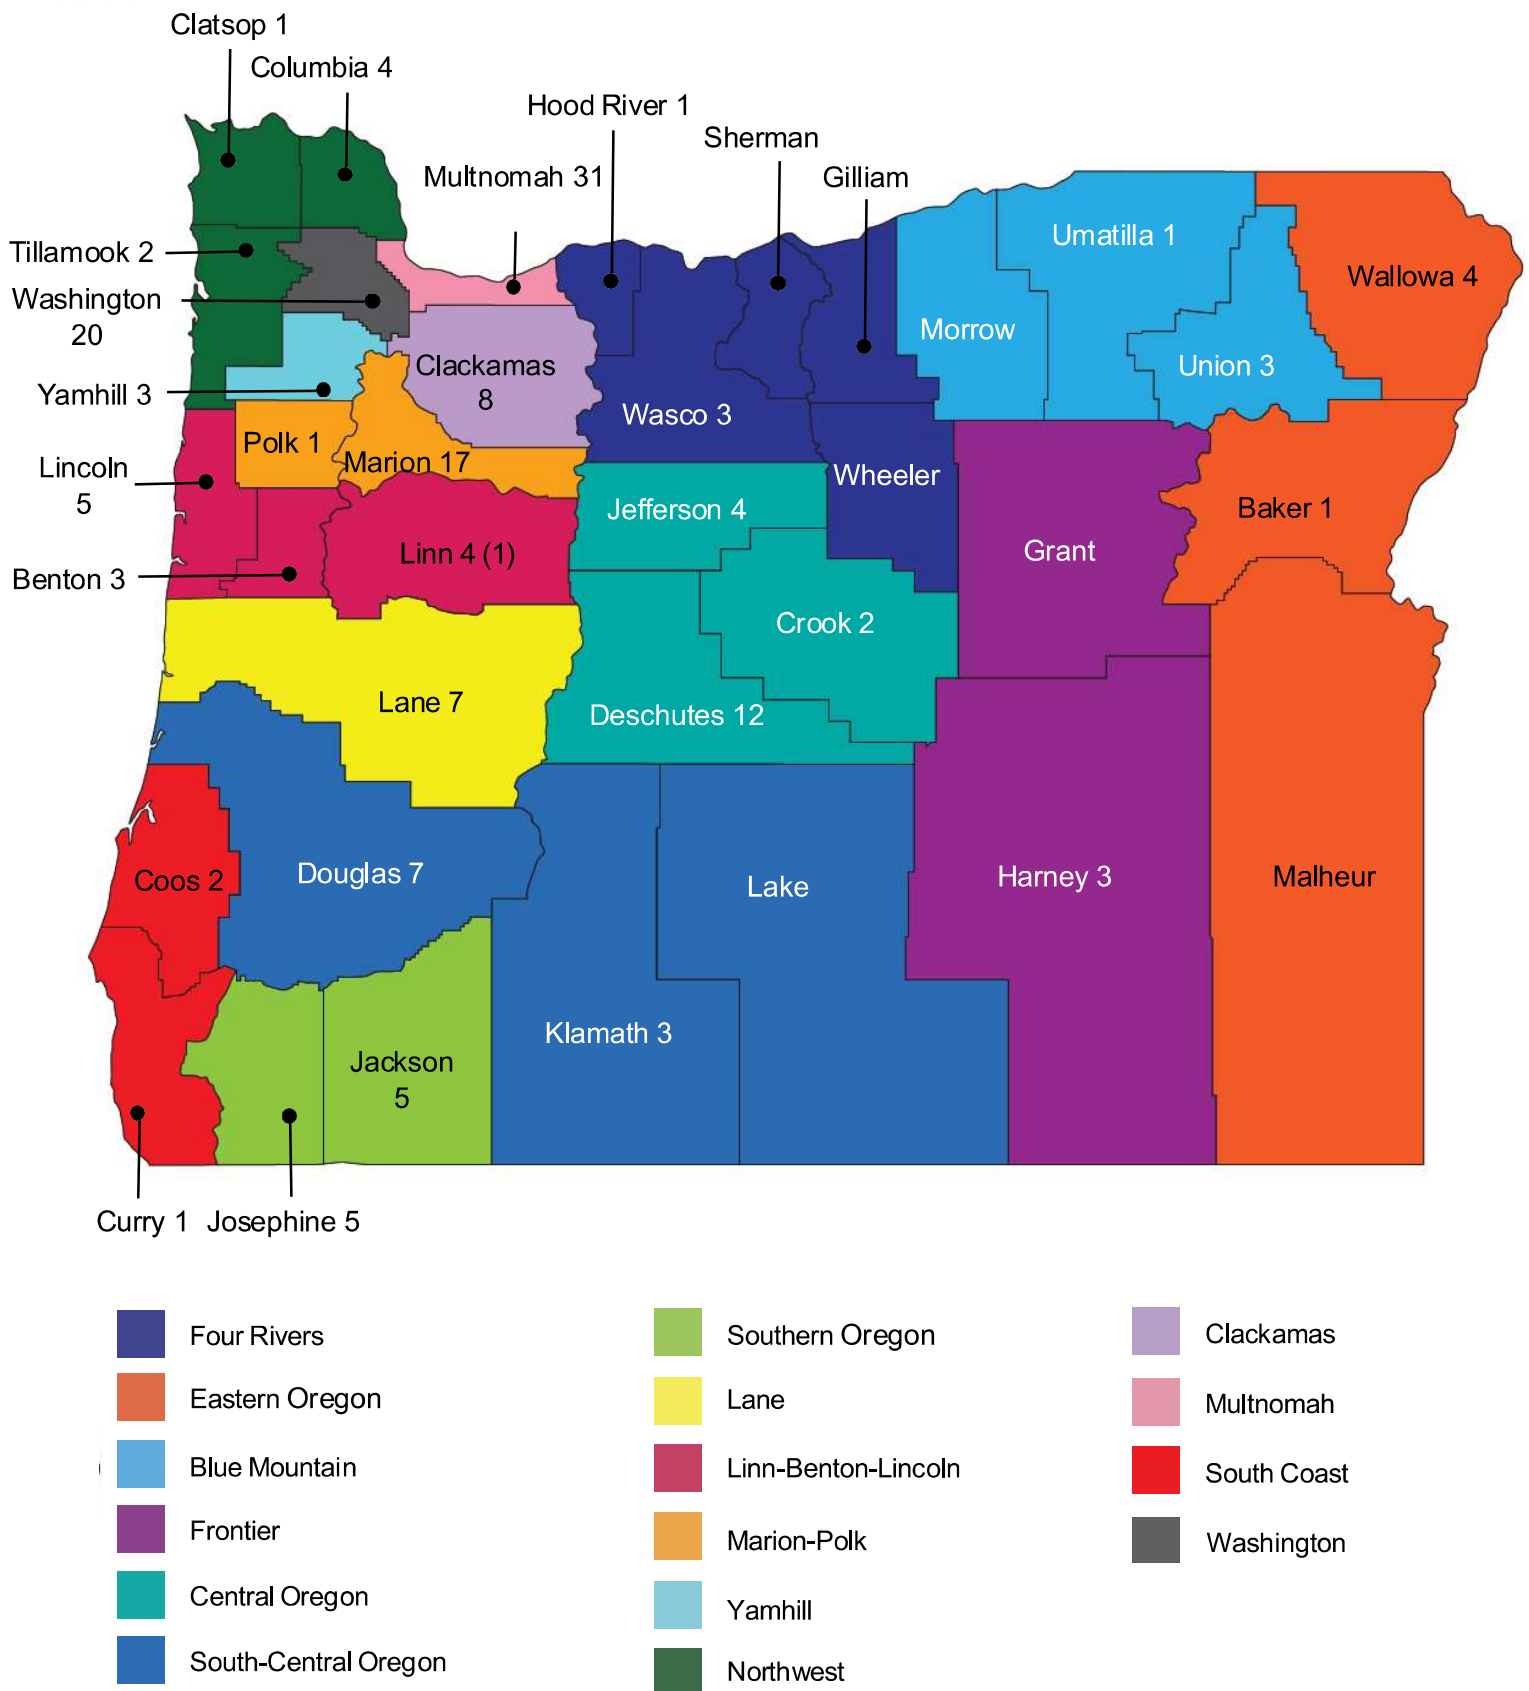 Clatsop 1
Columbia 4
Hood River 1
Sherman
Multnomah 31
Gilliam
Tillamook 2
Umatilla 1
Wallowa 4
Washington
20
Morrow
Yamhill 3
Clackamas
8
Union 3
Wasco 3
Polk 1
Marion 17
Lincoln
5
Wheeler
Jefferson 4
Baker 1
Linn 4 (1)
Grant
Benton 3
Crook 2
Lane 7
Deschutes 12
Coos 2
Douglas 7
Lake
Harney 3
Malheur
Klamath 3
Jackson
5
Curry 1
Josephine 5
Four Rivers
Eastern Oregon
Blue Mountain
Frontier
Central Oregon
South-Central Oregon
Southern Oregon
Lane
Linn-Benton-Lincoln
Marion-Polk
Yamhill
Northwest
Clackamas
Multnomah
South Coast
Washington